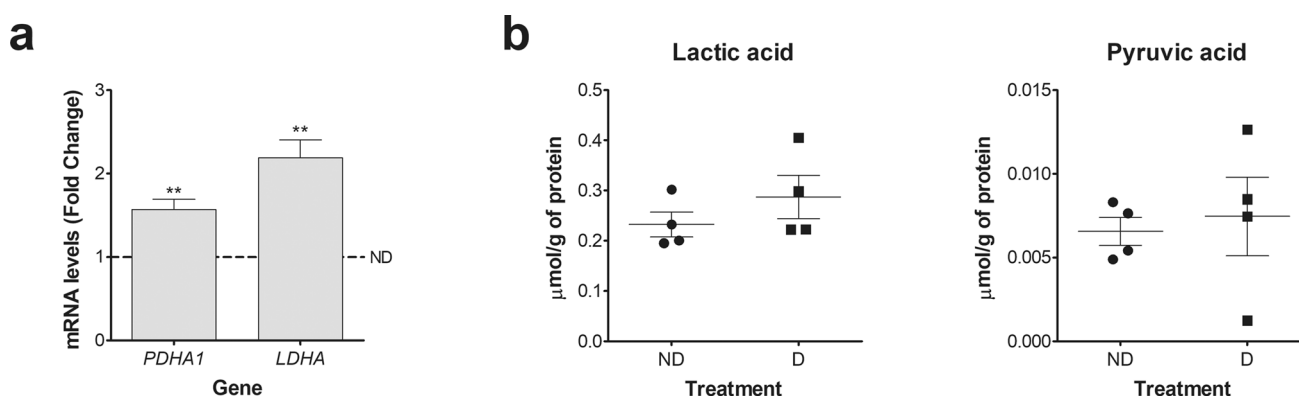 a
mRNA levels (Fold Change)
3
2
1
0
**
**
ND
PDHA1
LDHA
Gene
b
Lactic acid
μmol/g of protein
0.5
0.4
0.3
0.2
0.1
0.0
ND
D
Treatment
Pyruvic acid
μmol/g of protein
0.015
0.010
0.005
0.000
ND
D
Treatment